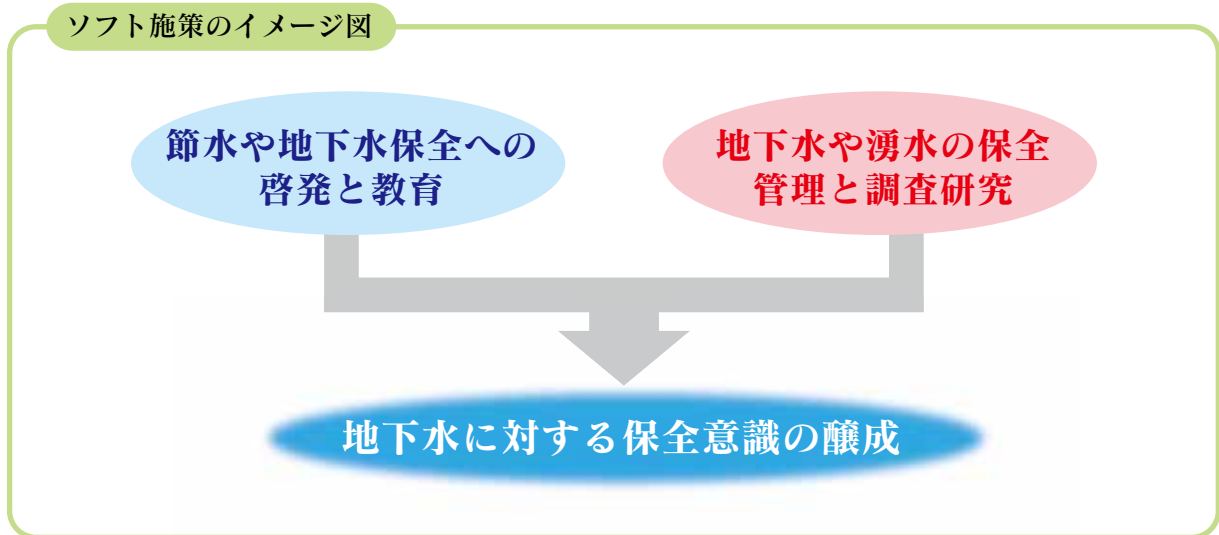 ソフト施策のイメージ図
節水や地下水保全への
啓発と教育
地下水や湧水の保全
管理と調査研究
地下水に対する保全意識の醸成